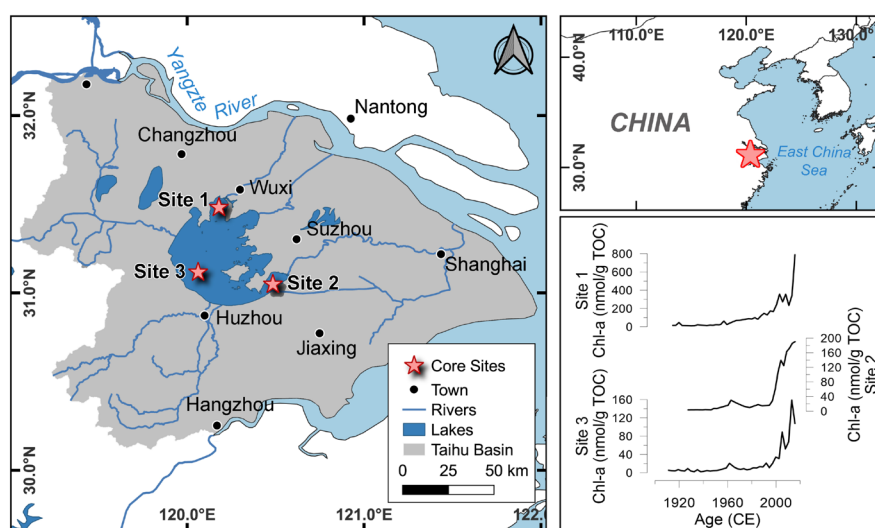 Yangzte
River
Nantong
Changzhou
Wuxi
Site 1
Suzhou
Site 3
Site 2
Shanghai
Huzhou
Jiaxing
Hangzhou
32.0°N
31.0°N
30.0°N
120.0°E
121.0°E
122.0
Core Sites
Town
Rivers
Lakes
Taihu Basin
0 25 50 km
110.0°E 120.0°E 130.0°
40.0°N
30.0°N
CHINA
East China
Sea
Site 1
Chl-a (nmol/g TOC)
800
600
400
200
0
Site 2
Chl-a (nmol/g TOC)
200
160
120
80
40
0
Site 3
Chl-a (nmol/g TOC)
160
120
80
40
0
1920 1960 2000
Age (CE)